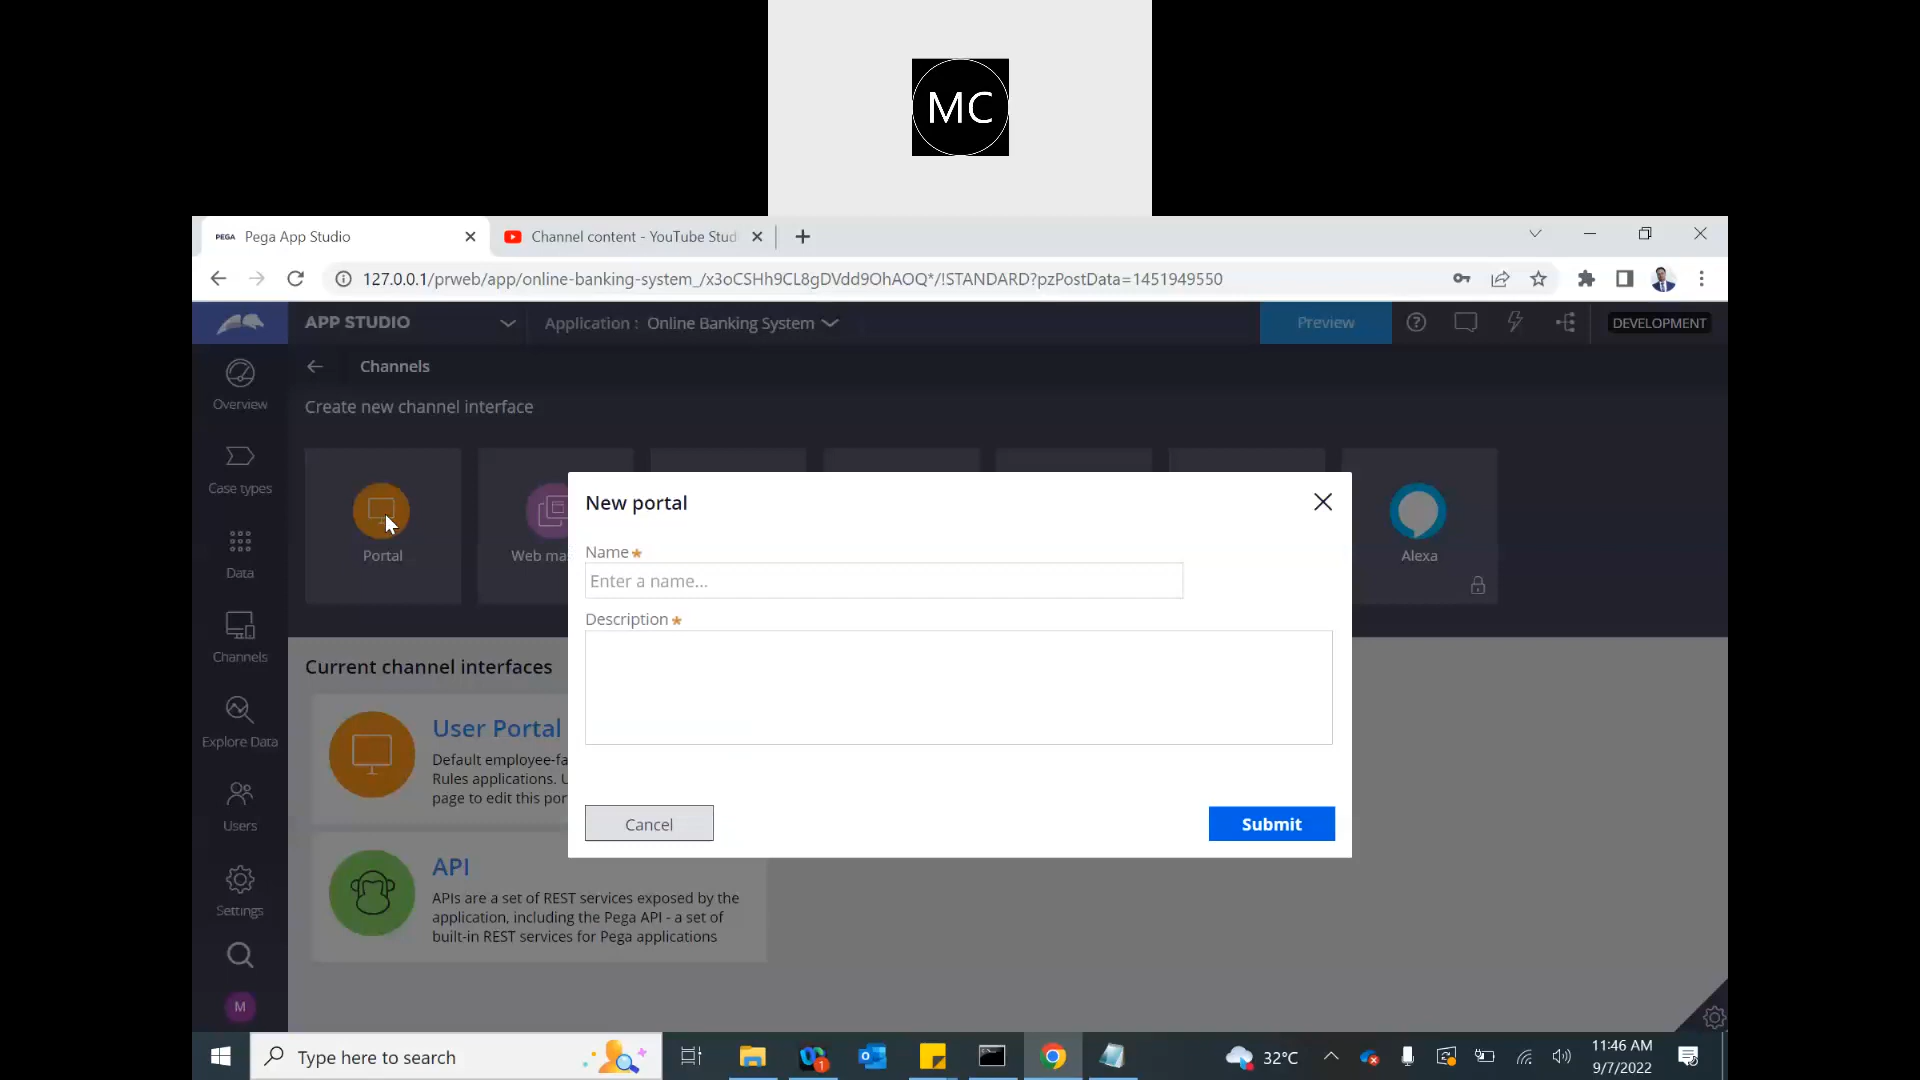 MC
PEGA Pega App Studio
Channel content - YouTube Stud
127.0.0.1/prweb/app/online-banking-system_/x3oCSHh9CL8gDVdd9OhAOQ*/!STANDARD?pzPostData=1451949550
APP STUDIO
Application : Online Banking System
Preview
DEVELOPMENT
Channels
Create new channel interface
Overview
Case types
Data
Channels
Explore Data
Users
Settings
M
Portal
Web ma
Alexa
New portal
Name
Enter a name...
Description
Cancel
Submit
Current channel interfaces
User Portal
Default employee-fa
Rules applications. U
page to edit this por
API
APIs are a set of REST services exposed by the
application, including the Pega API - a set of
built-in REST services for Pega applications
Type here to search
1
32°C
11:46 AM
9/7/2022